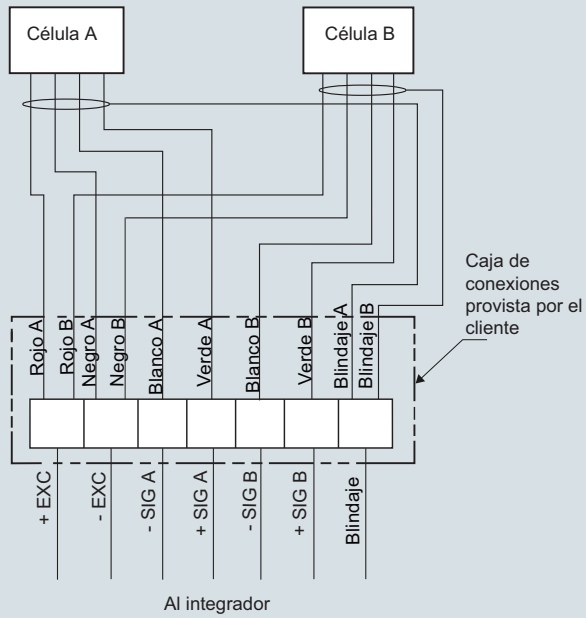 Célula A
Célula B
Caja de
conexiones
provista por el
cliente
Rojo A
Rojo B
Negro A
Negro B
Blanco A
Verde A
Blanco B
Verde B
Blindaje A
Blindaje B
+ EXC
- EXC
- SIG A
+ SIG A
- SIG B
+ SIG B
Blindaje
Al integrador